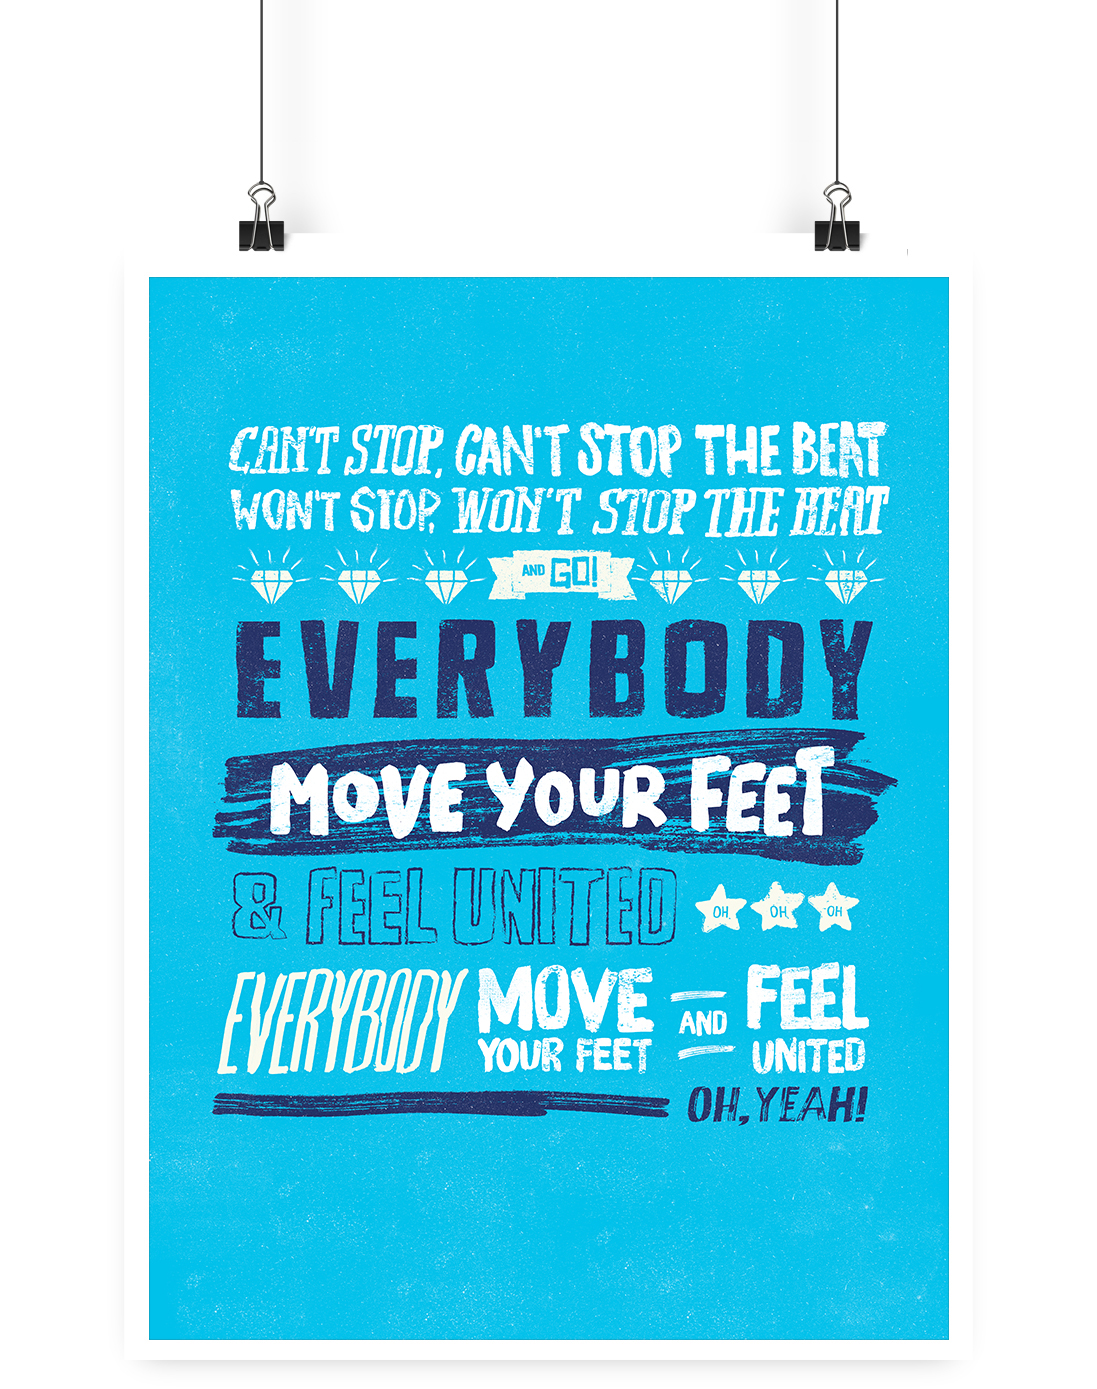 CAN'T STOP, CAN'T STOP THE BEAT
WON'T STOP, WON'T STOP THE BEAT
AND GO!
EVERYBODY
MOVE YOUR FEET
& FEEL UNITED OH, OH, OH
EVERYBODY MOVE YOUR FEET AND FEEL UNITED
OH, YEAH!